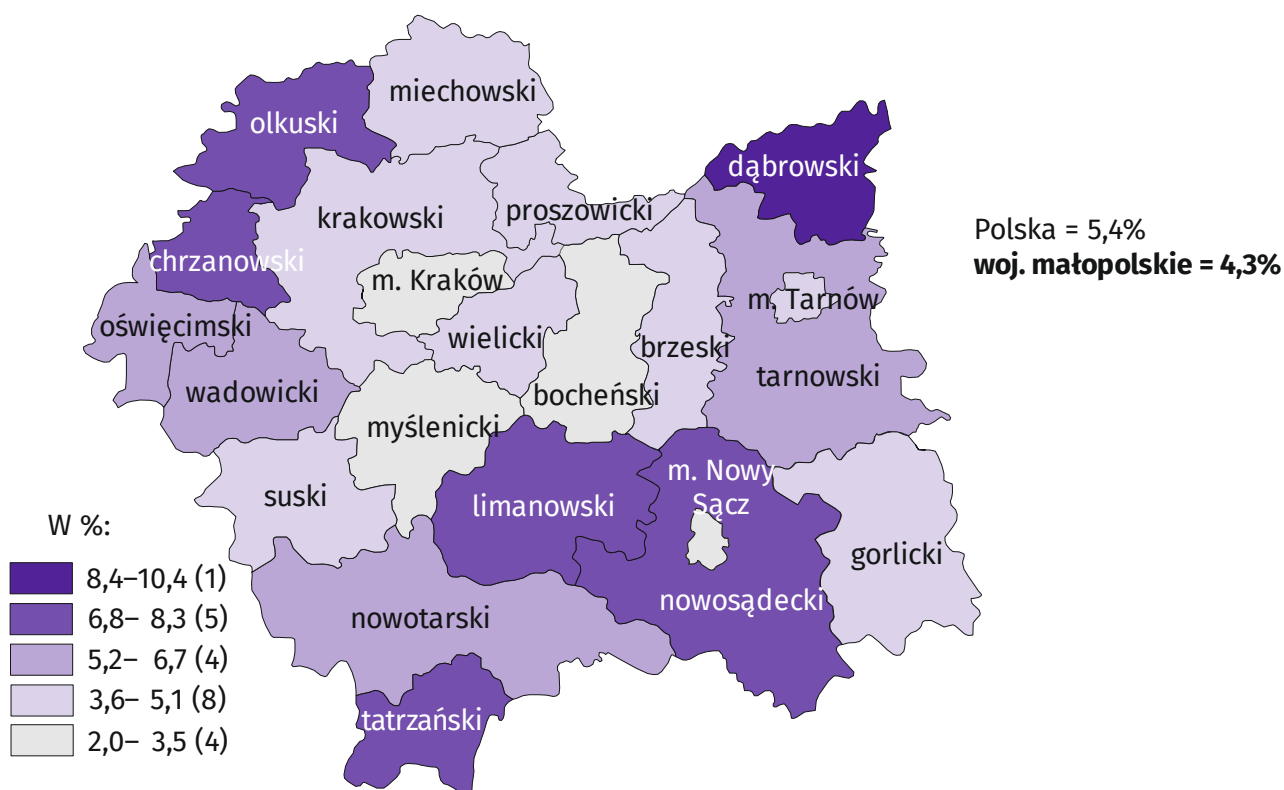 miechowski
olkuski
dąbrowski
krakowski
proszowicki
Polska = 5,4%
woj. małopolskie = 4,3%
chrzanowski
m. Kraków
m. Tarnów
oświęcimski
wielicki
brzeski
tarnowski
wadowicki
bocheński
myślenicki
m. Nowy
Sącz
suski
limanowski
gorlicki
nowosądecki
nowotarski
tatrzański
W %:
8,4–10,4 (1)
6,8– 8,3 (5)
5,2– 6,7 (4)
3,6– 5,1 (8)
2,0– 3,5 (4)